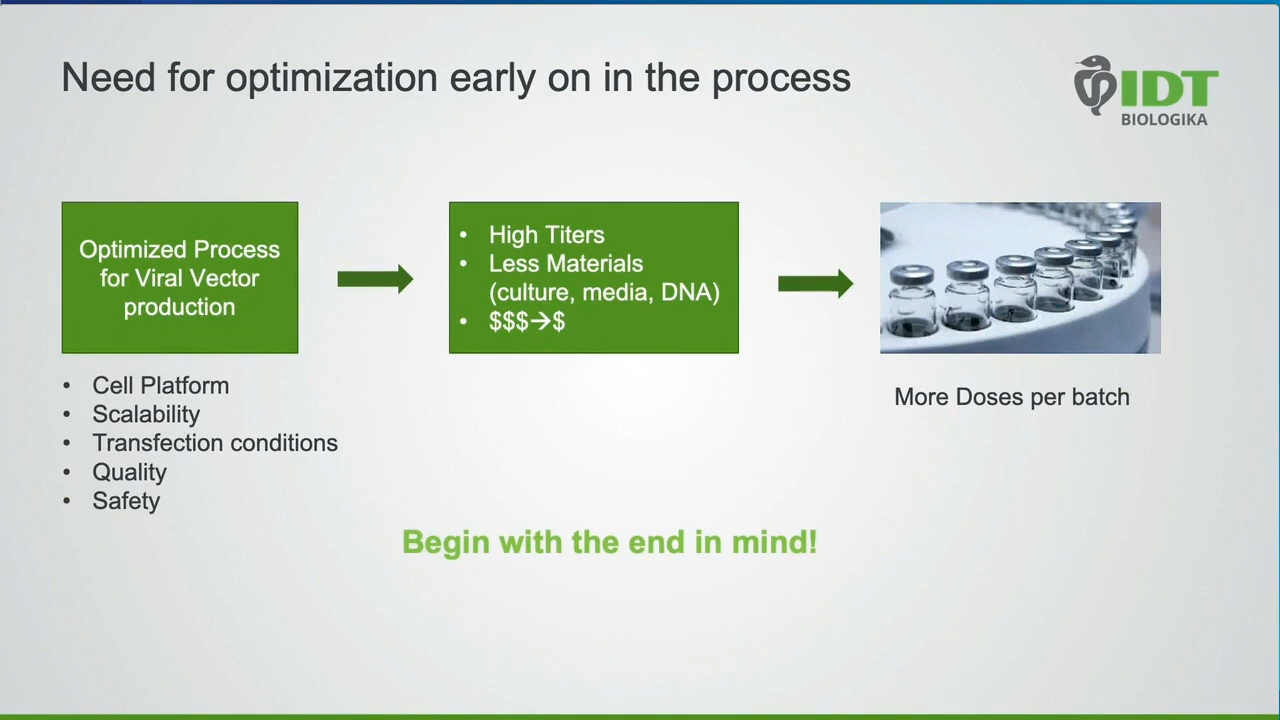 Need for optimization early on in the process
IDT
BIOLOGIKA
Optimized Process
for Viral Vector
production
• High Titers
• Less Materials
(culture, media, DNA)
• $$$→$
• Cell Platform
• Scalability
• Transfection conditions
• Quality
• Safety
More Doses per batch
Begin with the end in mind!